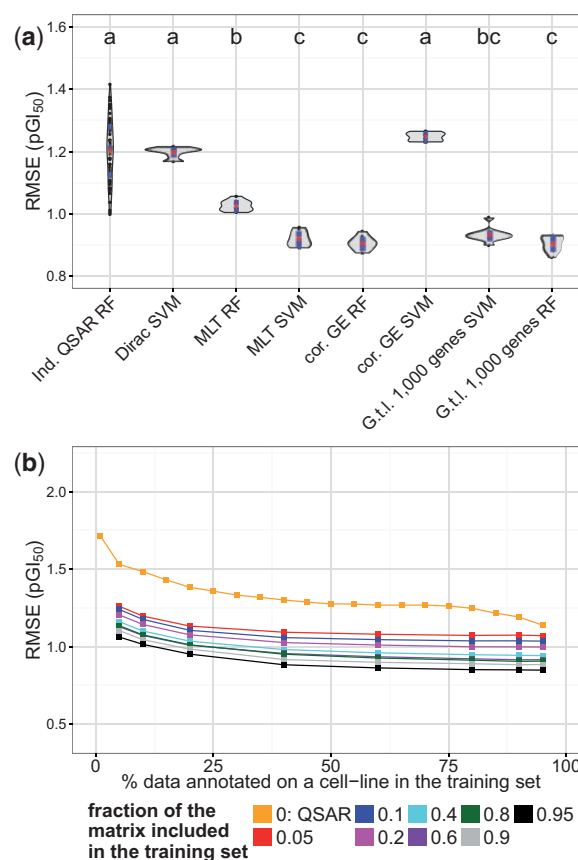 (a)
a a b c c a bc c
RMSE (pGI50)
1.6
1.4
1.2
1.0
0.8
Ind. QSAR RF
Dirac SVM
MLT RF
MLT SVM
cor. GE RF
cor. GE SVM
G.t.l. 1,000 genes SVM
G.t.l. 1,000 genes RF
(b)
RMSE (pGI50)
2.0
1.5
1.0
0.5
0 25 50 75 100
% data annotated on a cell-line in the training set
fraction of the
matrix included
in the training set
0: QSAR 0.1 0.4 0.8 0.95
0.05 0.2 0.6 0.9